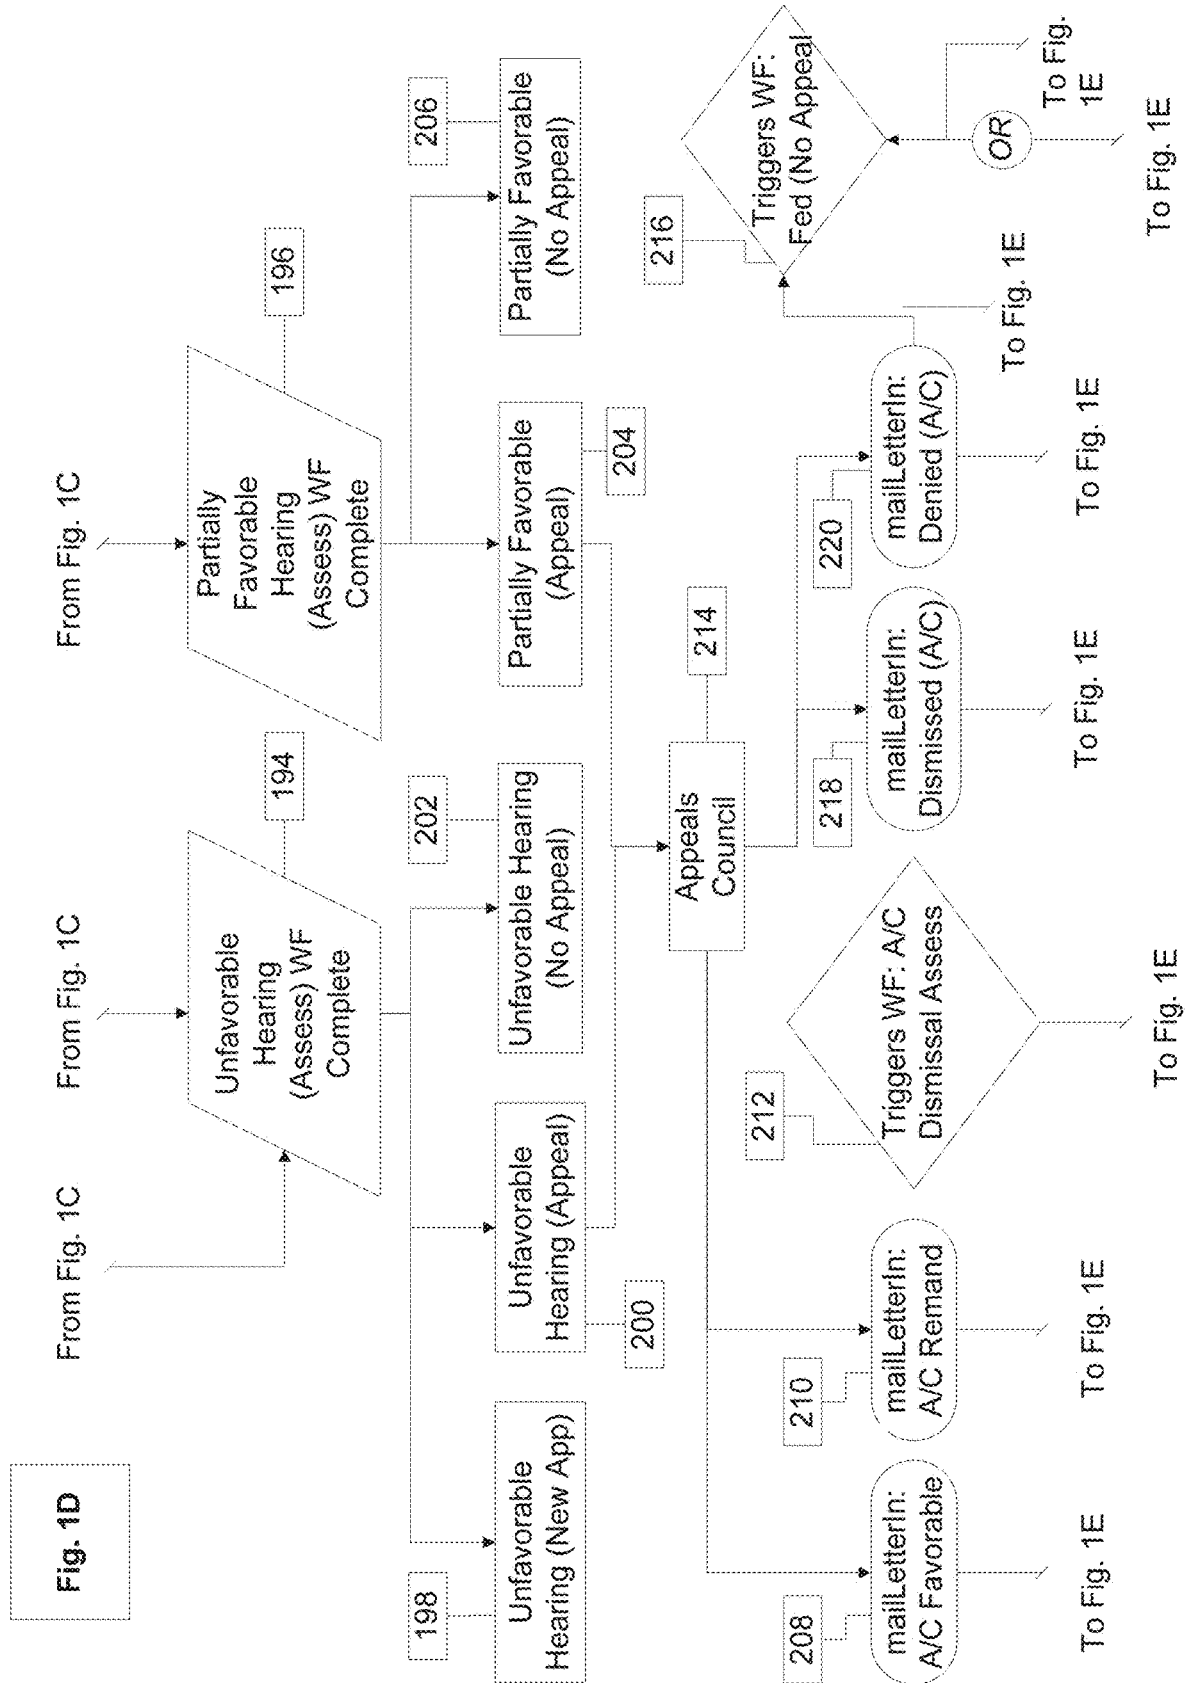 Fig. 1D
From Fig. 1C
From Fig. 1C
From Fig. 1C
Unfavorable
Hearing
(Assess) WF
Complete
194
Partially
Favorable
Hearing
(Assess) WF
Complete
196
198
Unfavorable
Hearing (New App)
Unfavorable
Hearing (Appeal)
200
202
Unfavorable Hearing
(No Appeal)
Partially Favorable
(Appeal)
204
206
Partially Favorable
(No Appeal)
Appeals
Council
214
208
mailLetterIn:
A/C Favorable
210
mailLetterIn:
A/C Remand
212
Triggers WF: A/C
Dismissal Assess
218
mailLetterIn:
Dismissed (A/C)
220
mailLetterIn:
Denied (A/C)
216
Triggers WF:
Fed (No Appeal
OR
To Fig. 1E
To Fig. 1E
To Fig. 1E
To Fig. 1E
To Fig. 1E
To Fig. 1E
To Fig. 1E
To Fig.
1E